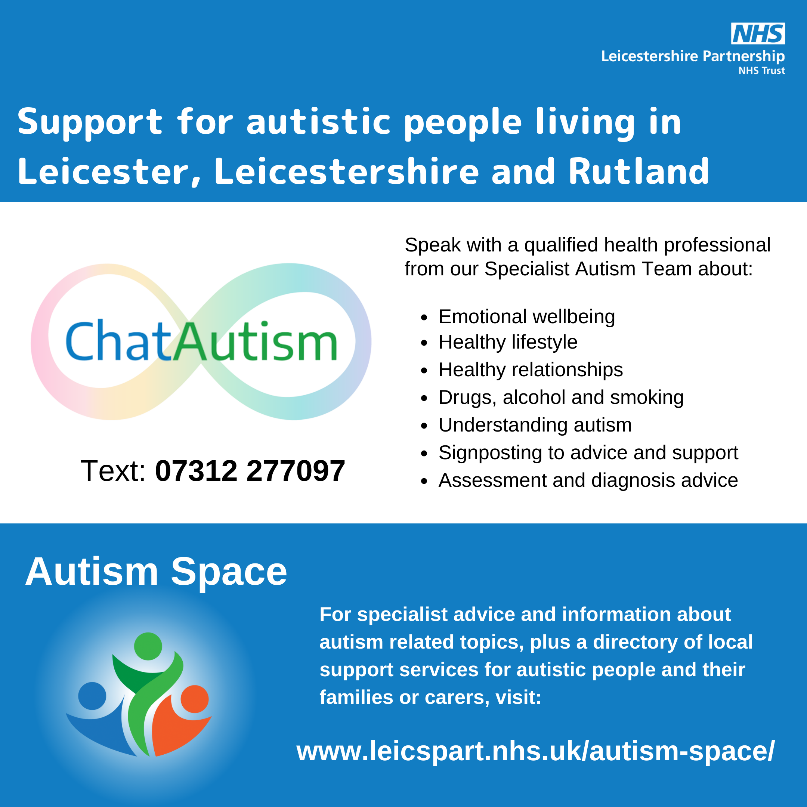 NHS
Leicestershire Partnership
NHS Trust
Support for autistic people living in
Leicester, Leicestershire and Rutland
ChatAutism
Text: 07312 277097
Speak with a qualified health professional
from our Specialist Autism Team about:
• Emotional wellbeing
• Healthy lifestyle
• Healthy relationships
• Drugs, alcohol and smoking
• Understanding autism
• Signposting to advice and support
• Assessment and diagnosis advice
Autism Space
For specialist advice and information about
autism related topics, plus a directory of local
support services for autistic people and their
families or carers, visit:
www.leicspart.nhs.uk/autism-space/